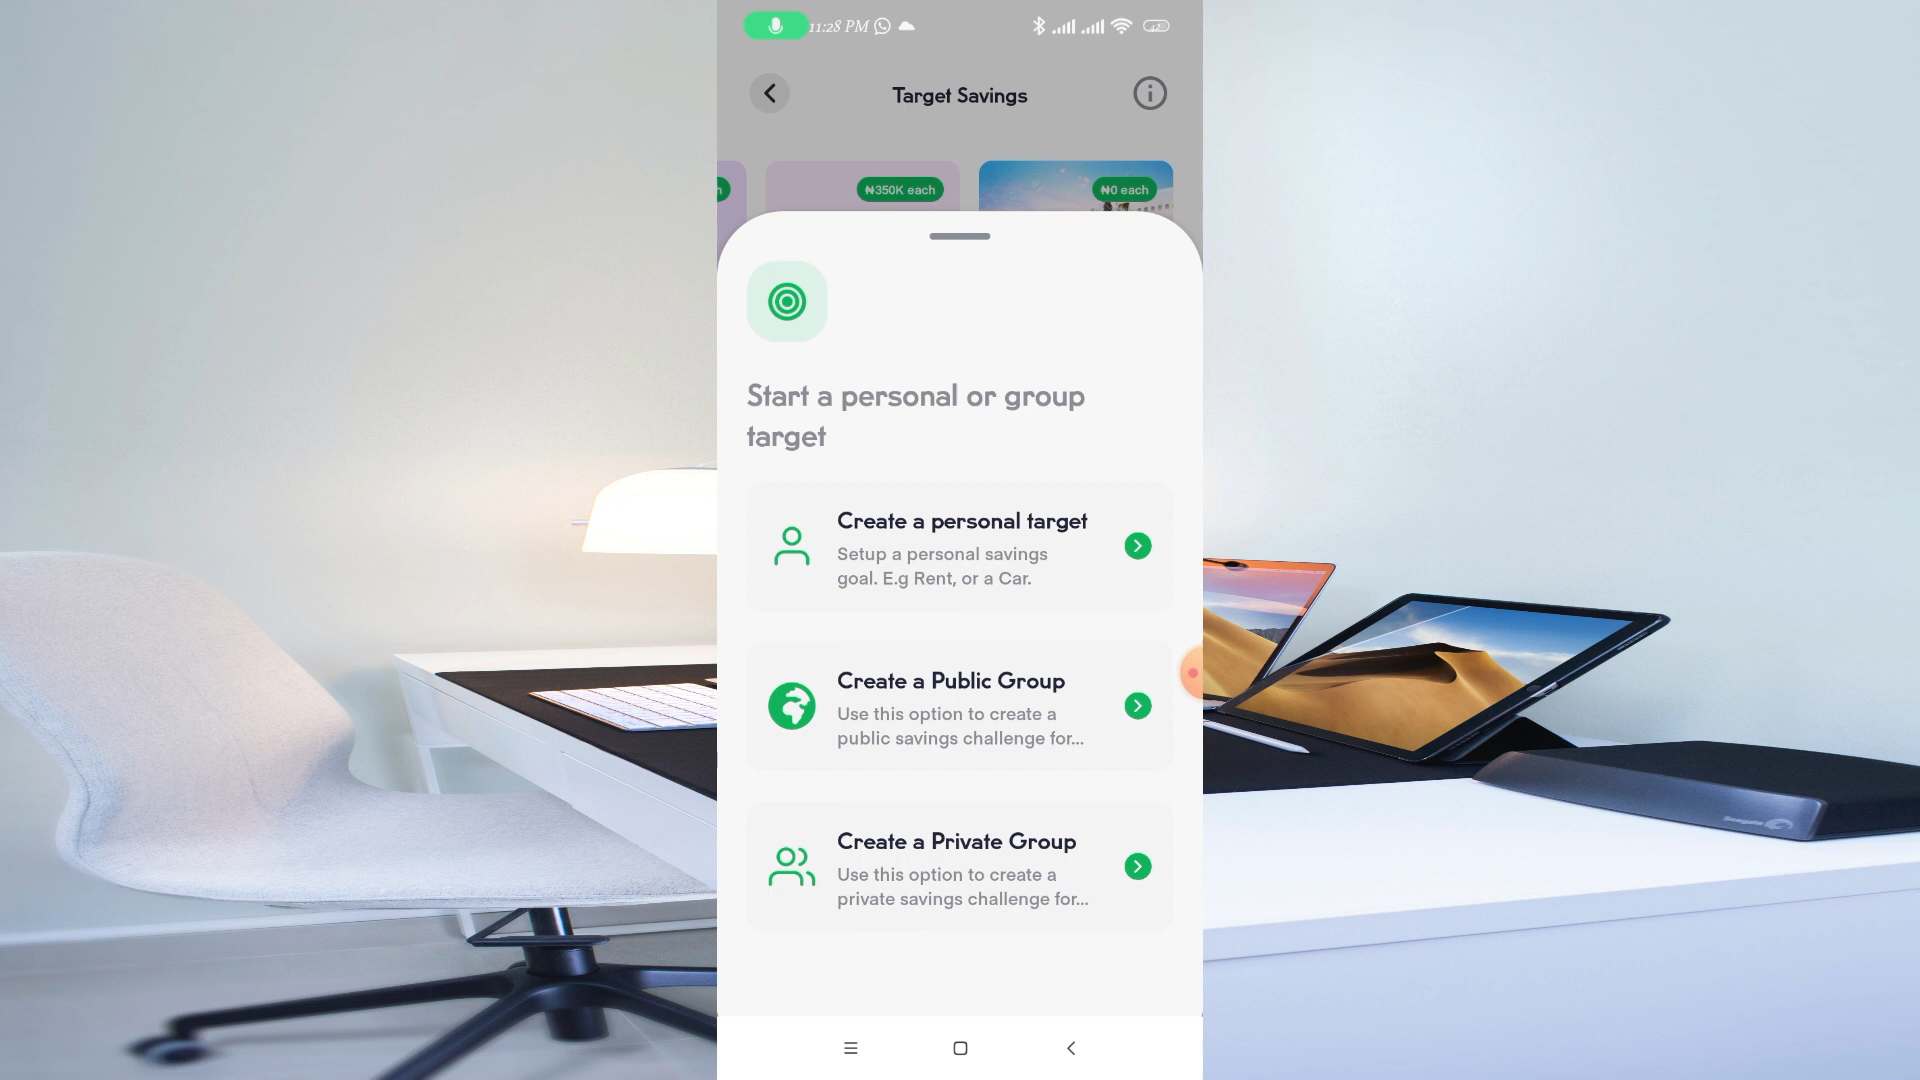 11:28 PM
42
Target Savings
₦350K each
₦0 each
Start a personal or group
target
Create a personal target
Setup a personal savings
goal. E.g Rent, or a Car.
Create a Public Group
Use this option to create a
public savings challenge for...
Create a Private Group
Use this option to create a
private savings challenge for...